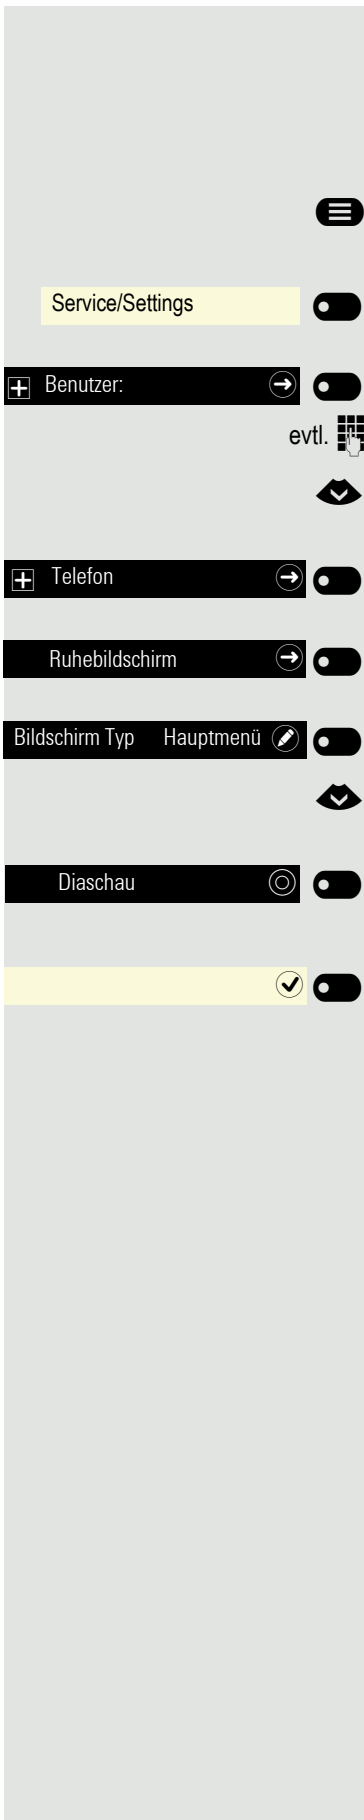 Service/Settings
Benutzer:
evtl.
Telefon
Ruhebildschirm
Bildschirm Typ Hauptmenü
Diaschau